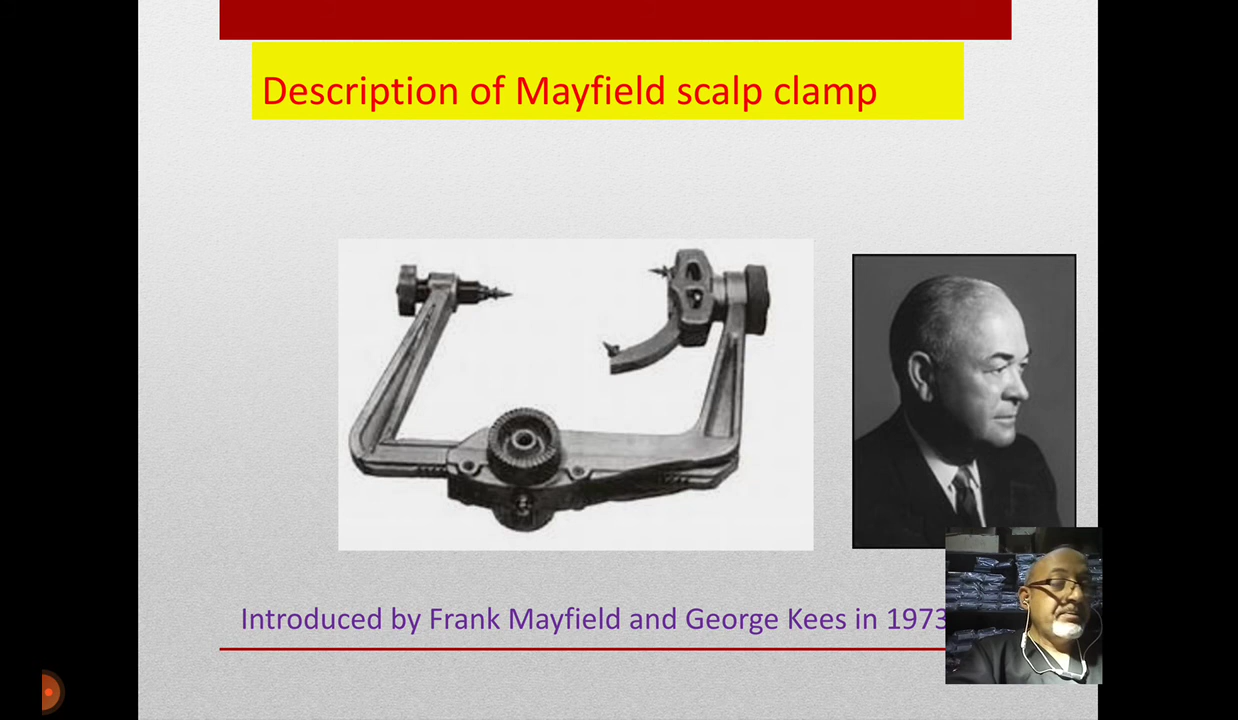 Description of Mayfield scalp clamp
Introduced by Frank Mayfield and George Kees in 1973